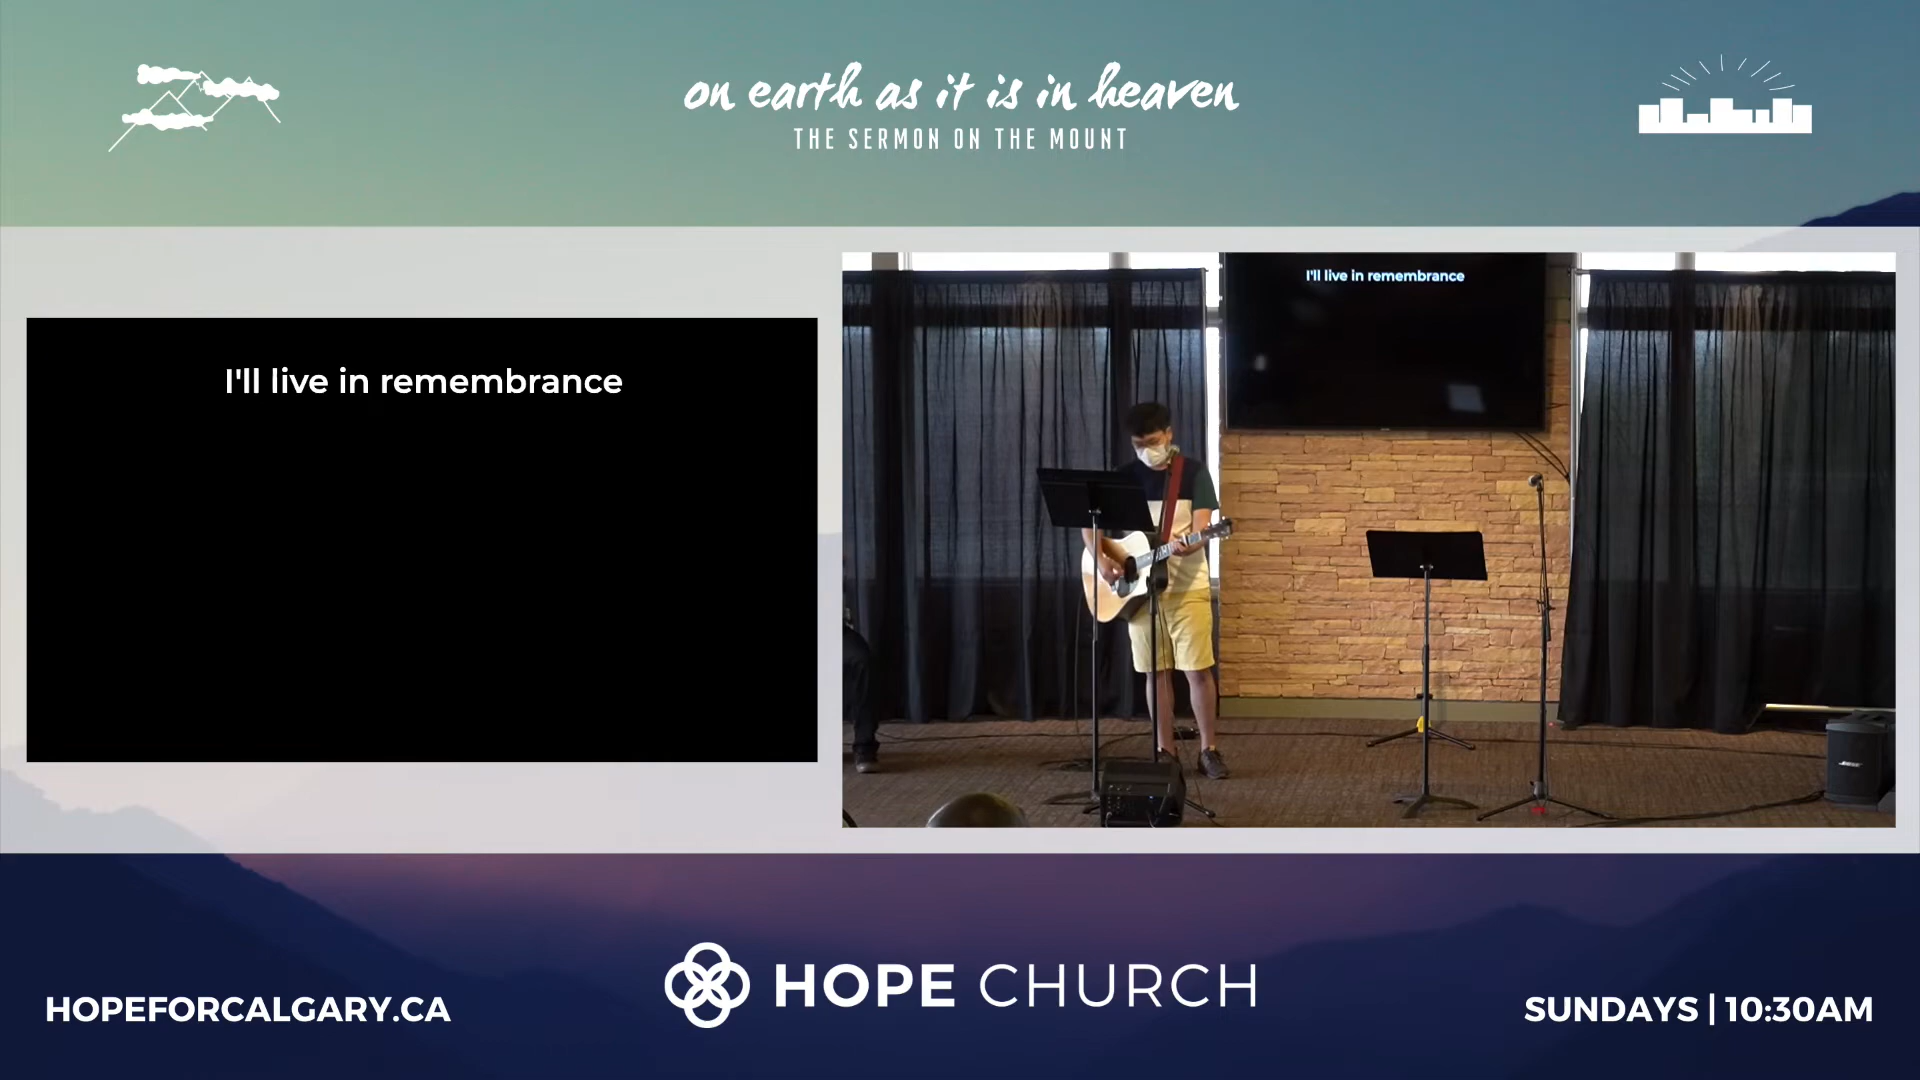 on earth as it is in heaven
THE SERMON ON THE MOUNT
I'll live in remembrance
I'll live in remembrance
BOSE
HOPE CHURCH
HOPEFORCALGARY.CA
SUNDAYS | 10:30AM